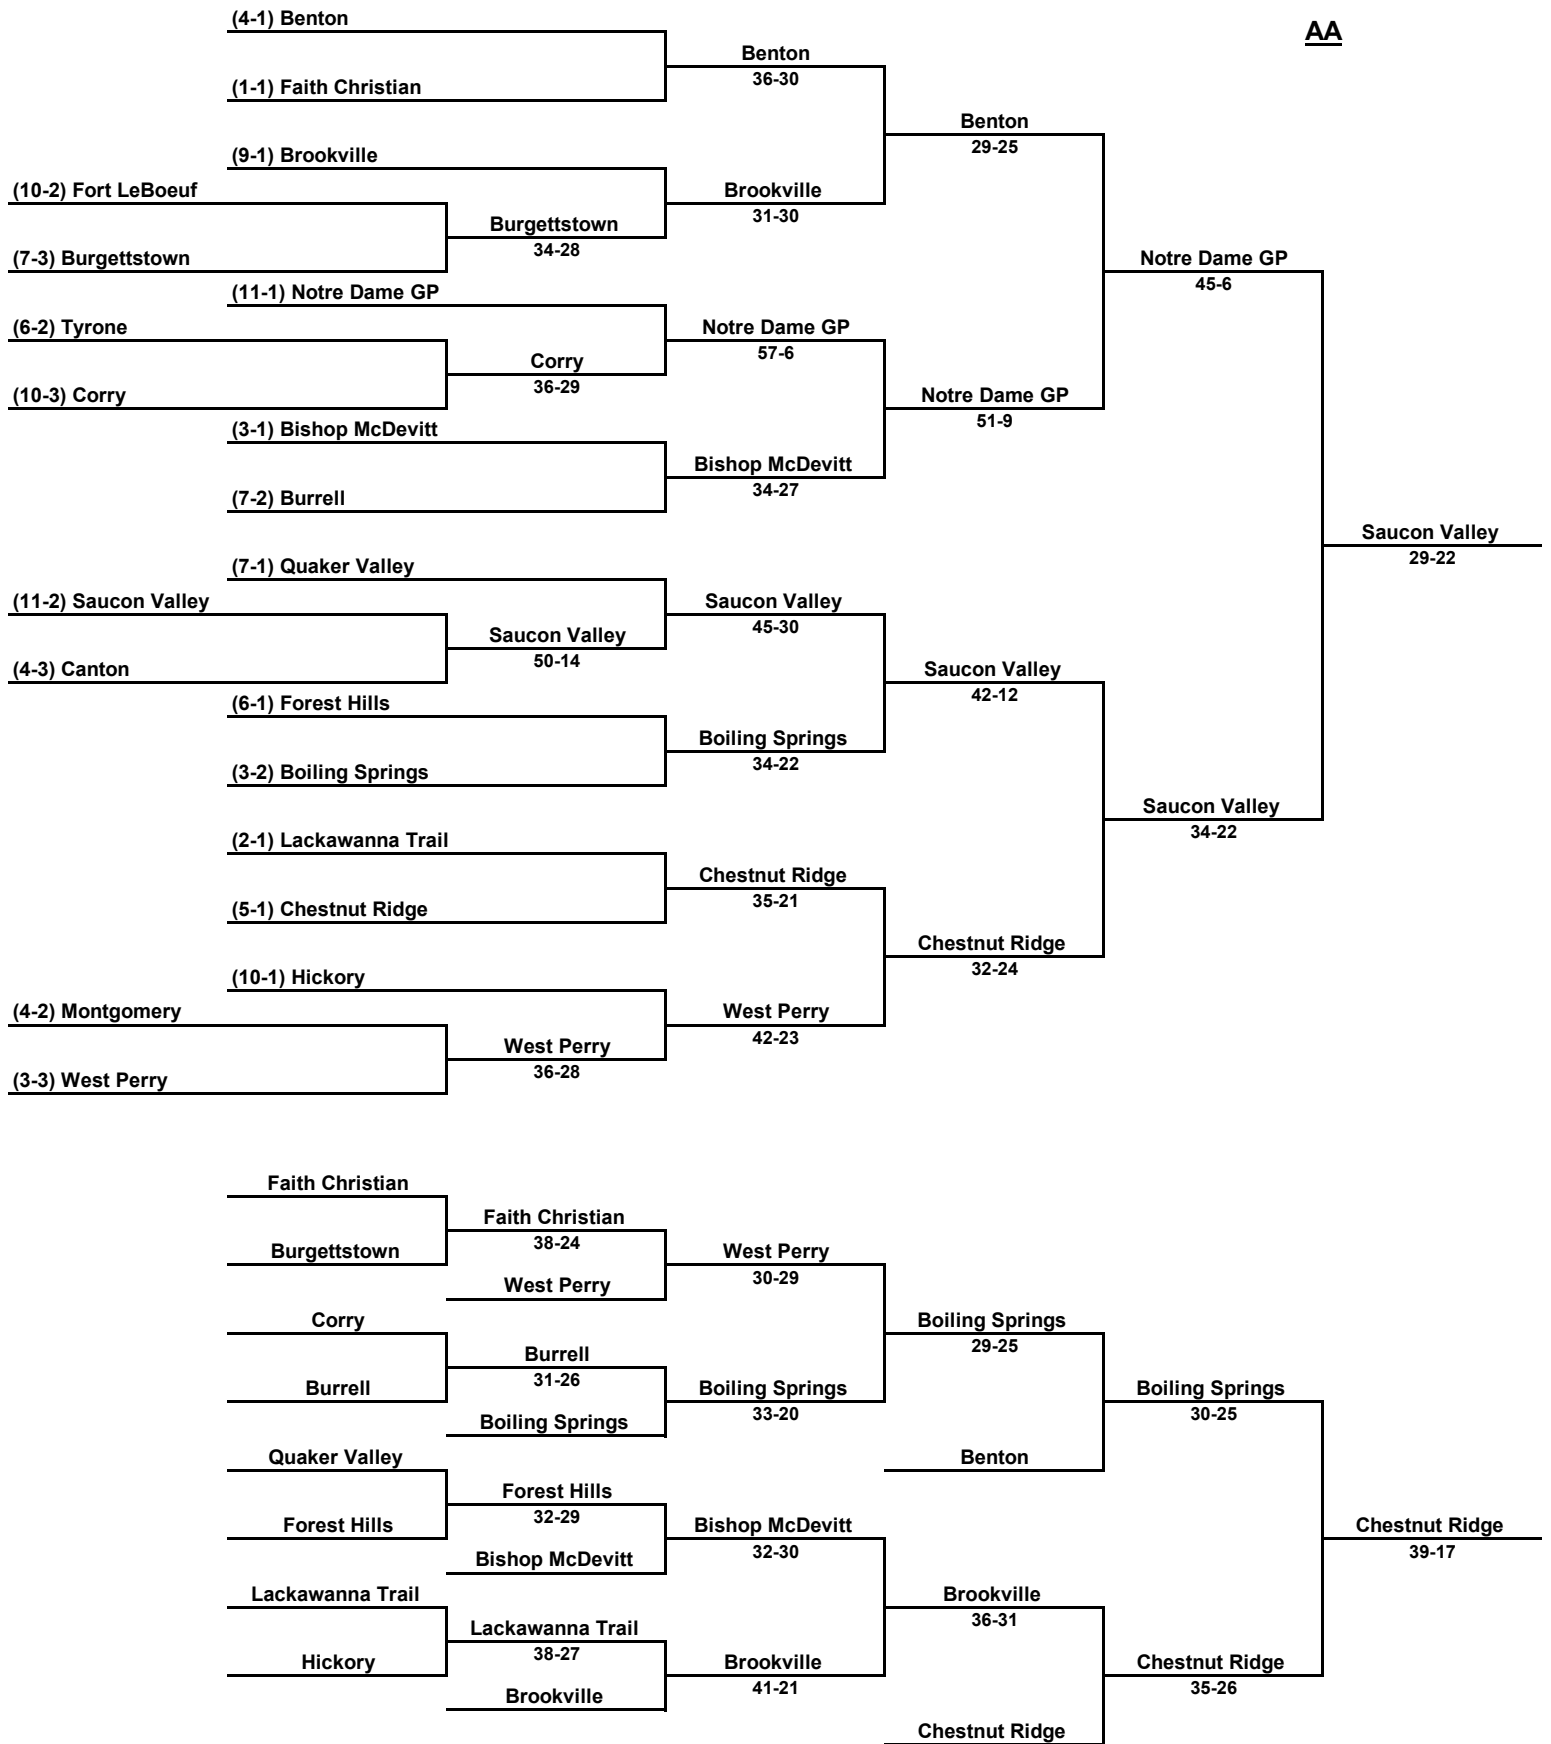 (4-1) Benton
AA
Benton
36-30
(1-1) Faith Christian
Benton
29-25
(9-1) Brookville
(10-2) Fort LeBoeuf
Brookville
31-30
Burgettstown
34-28
(7-3) Burgettstown
Notre Dame GP
45-6
(11-1) Notre Dame GP
(6-2) Tyrone
Notre Dame GP
57-6
Corry
36-29
(10-3) Corry
Notre Dame GP
51-9
(3-1) Bishop McDevitt
Bishop McDevitt
34-27
(7-2) Burrell
Saucon Valley
29-22
(7-1) Quaker Valley
(11-2) Saucon Valley
Saucon Valley
45-30
Saucon Valley
50-14
(4-3) Canton
Saucon Valley
42-12
(6-1) Forest Hills
Boiling Springs
34-22
(3-2) Boiling Springs
Saucon Valley
34-22
(2-1) Lackawanna Trail
Chestnut Ridge
35-21
(5-1) Chestnut Ridge
Chestnut Ridge
32-24
(10-1) Hickory
(4-2) Montgomery
West Perry
42-23
West Perry
36-28
(3-3) West Perry
Faith Christian
Faith Christian
38-24
Burgettstown
West Perry
30-29
West Perry
Corry
Boiling Springs
29-25
Burrell
31-26
Burrell
Boiling Springs
33-20
Boiling Springs
30-25
Boiling Springs
Quaker Valley
Benton
Forest Hills
32-29
Forest Hills
Bishop McDevitt
32-30
Chestnut Ridge
39-17
Bishop McDevitt
Lackawanna Trail
Brookville
36-31
Lackawanna Trail
38-27
Hickory
Brookville
41-21
Chestnut Ridge
35-26
Brookville
Chestnut Ridge